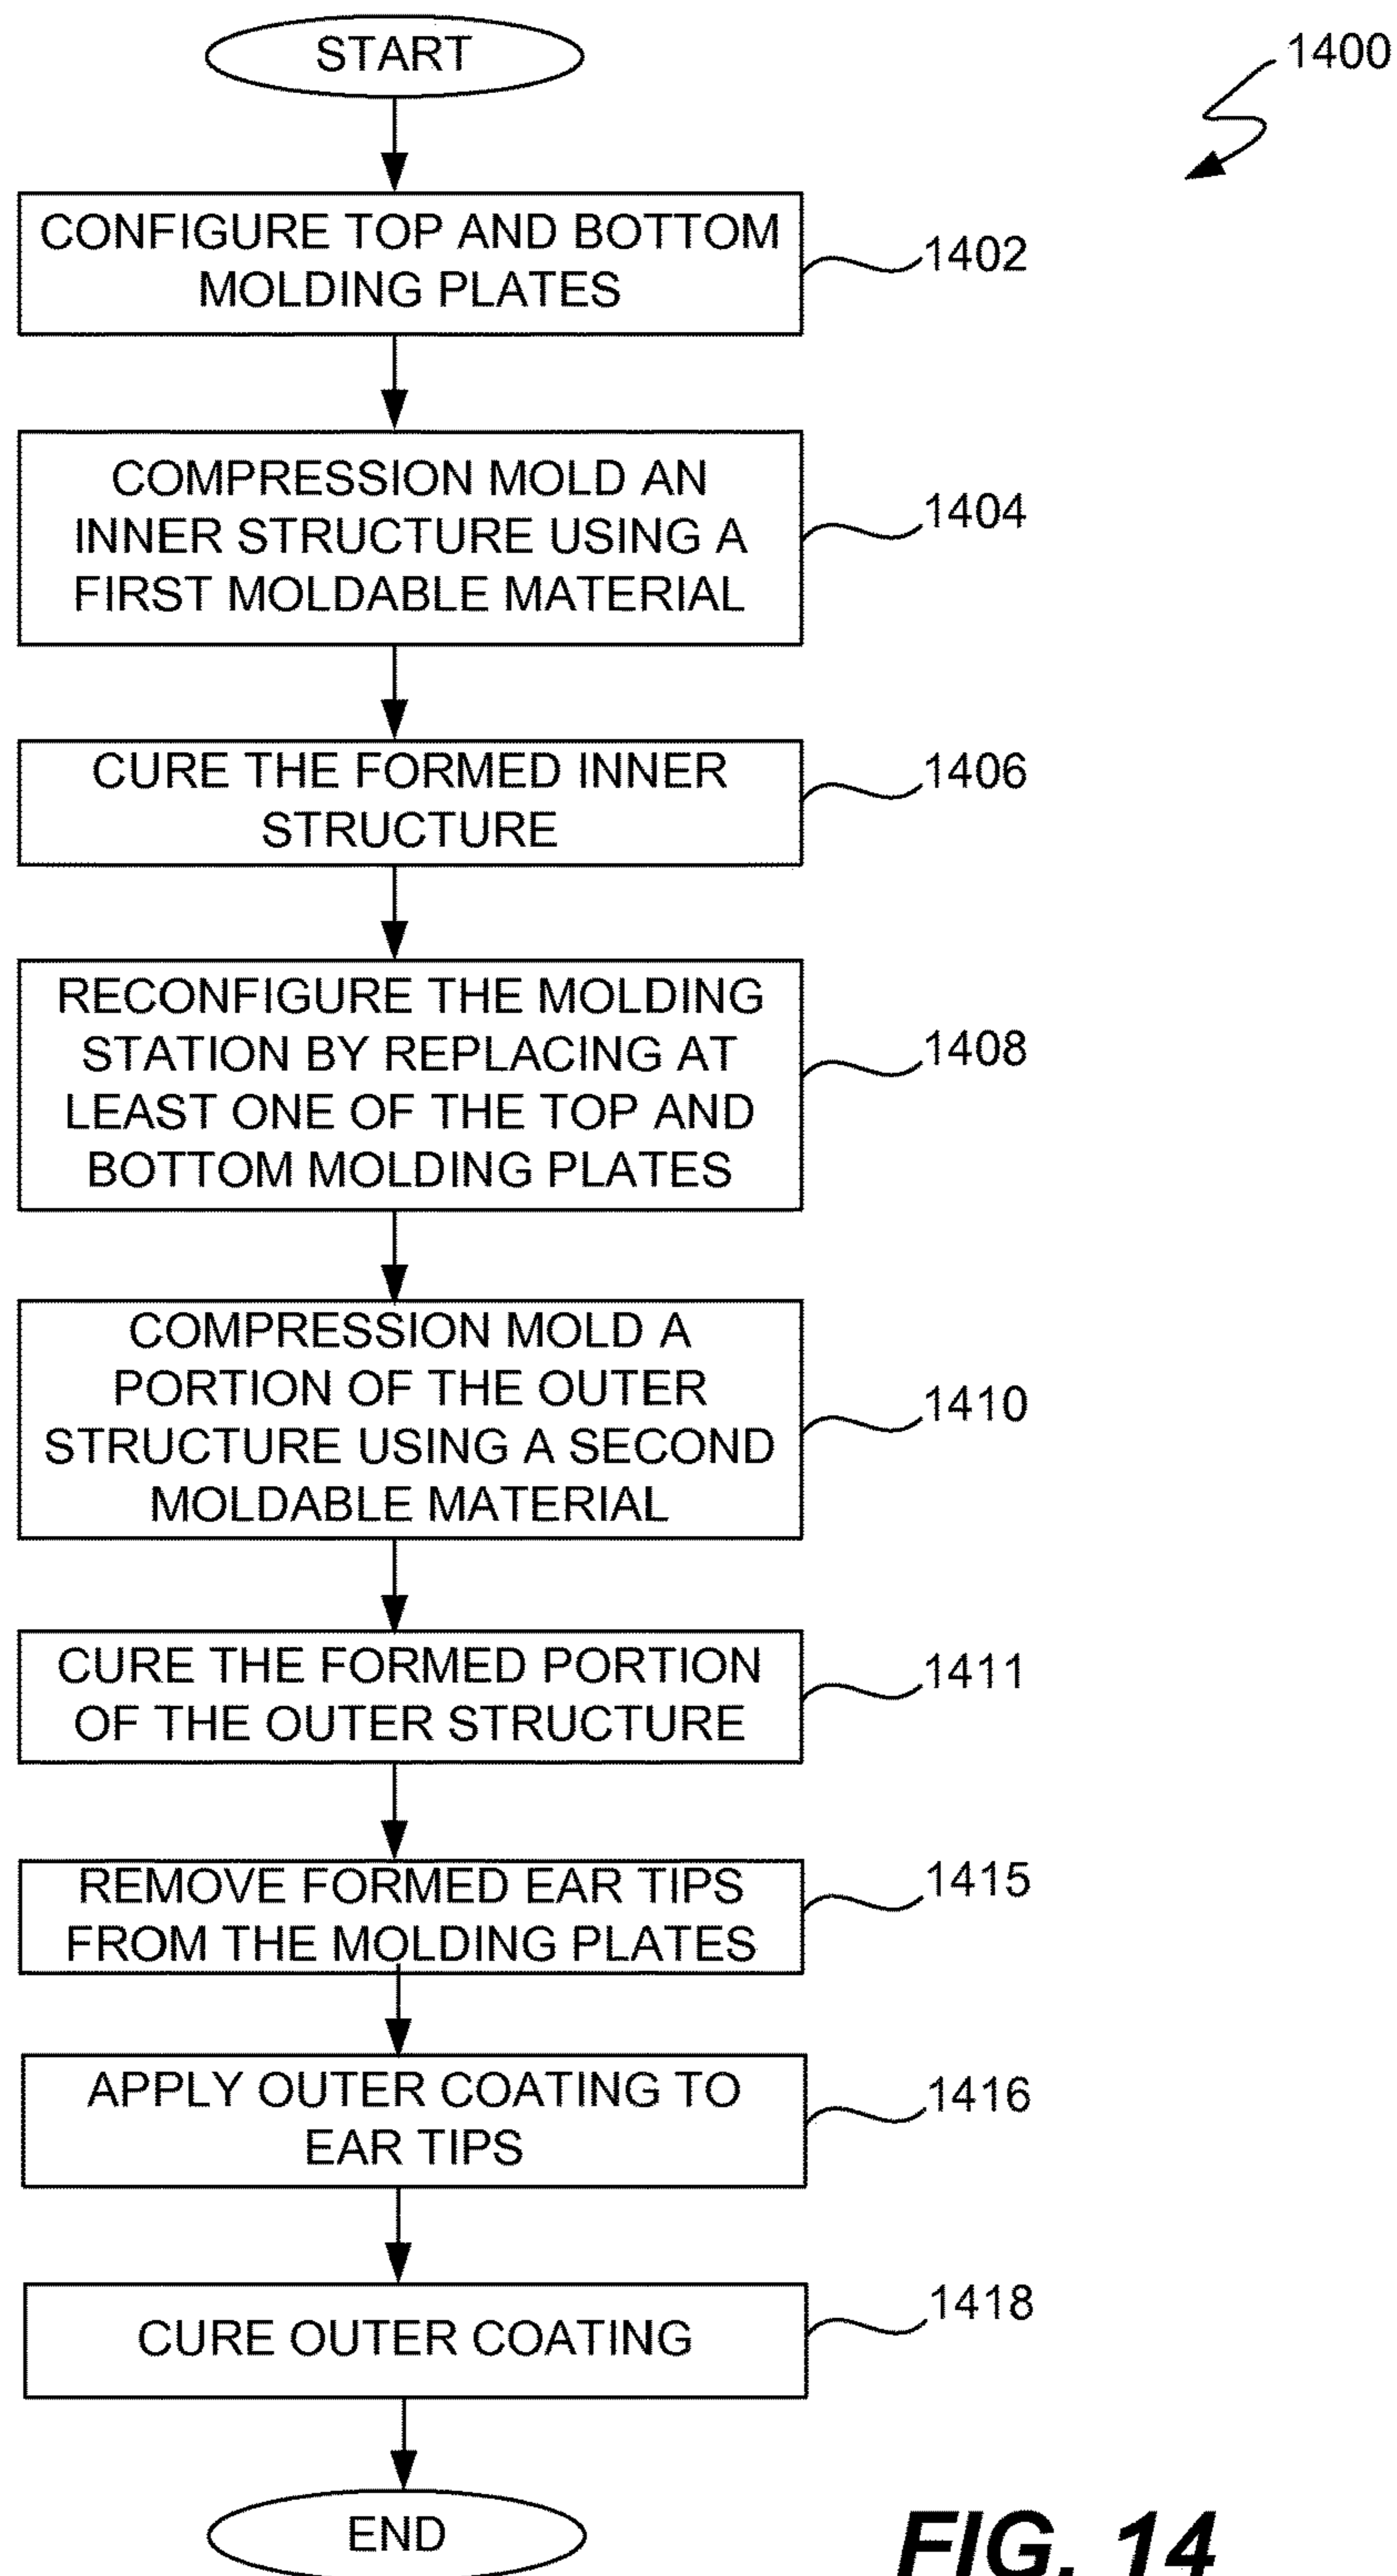 START
1400
CONFIGURE TOP AND BOTTOM
MOLDING PLATES
1402
COMPRESSION MOLD AN
INNER STRUCTURE USING A
FIRST MOLDABLE MATERIAL
1404
CURE THE FORMED INNER
STRUCTURE
1406
RECONFIGURE THE MOLDING
STATION BY REPLACING AT
LEAST ONE OF THE TOP AND
BOTTOM MOLDING PLATES
1408
COMPRESSION MOLD A
PORTION OF THE OUTER
STRUCTURE USING A SECOND
MOLDABLE MATERIAL
1410
CURE THE FORMED PORTION
OF THE OUTER STRUCTURE
1411
REMOVE FORMED EAR TIPS
FROM THE MOLDING PLATES
1415
APPLY OUTER COATING TO
EAR TIPS
1416
CURE OUTER COATING
1418
END
FIG. 14